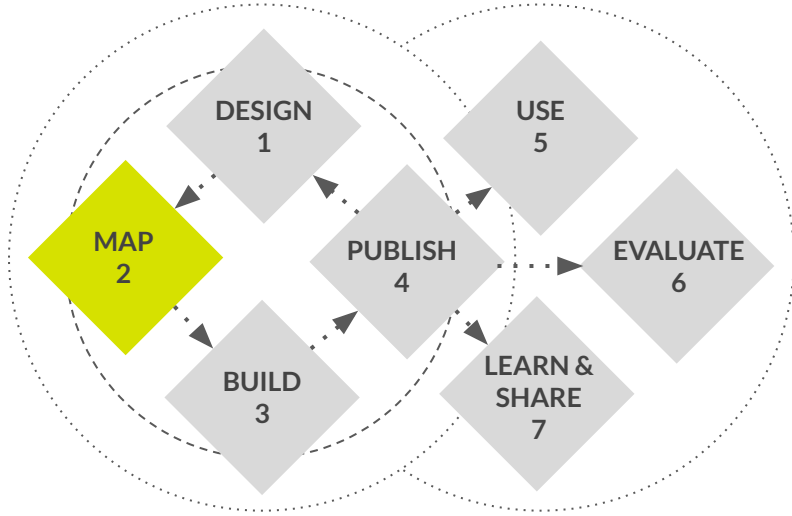 DESIGN
1
MAP
2
BUILD
3
PUBLISH
4
USE
5
EVALUATE
6
LEARN &
SHARE
7